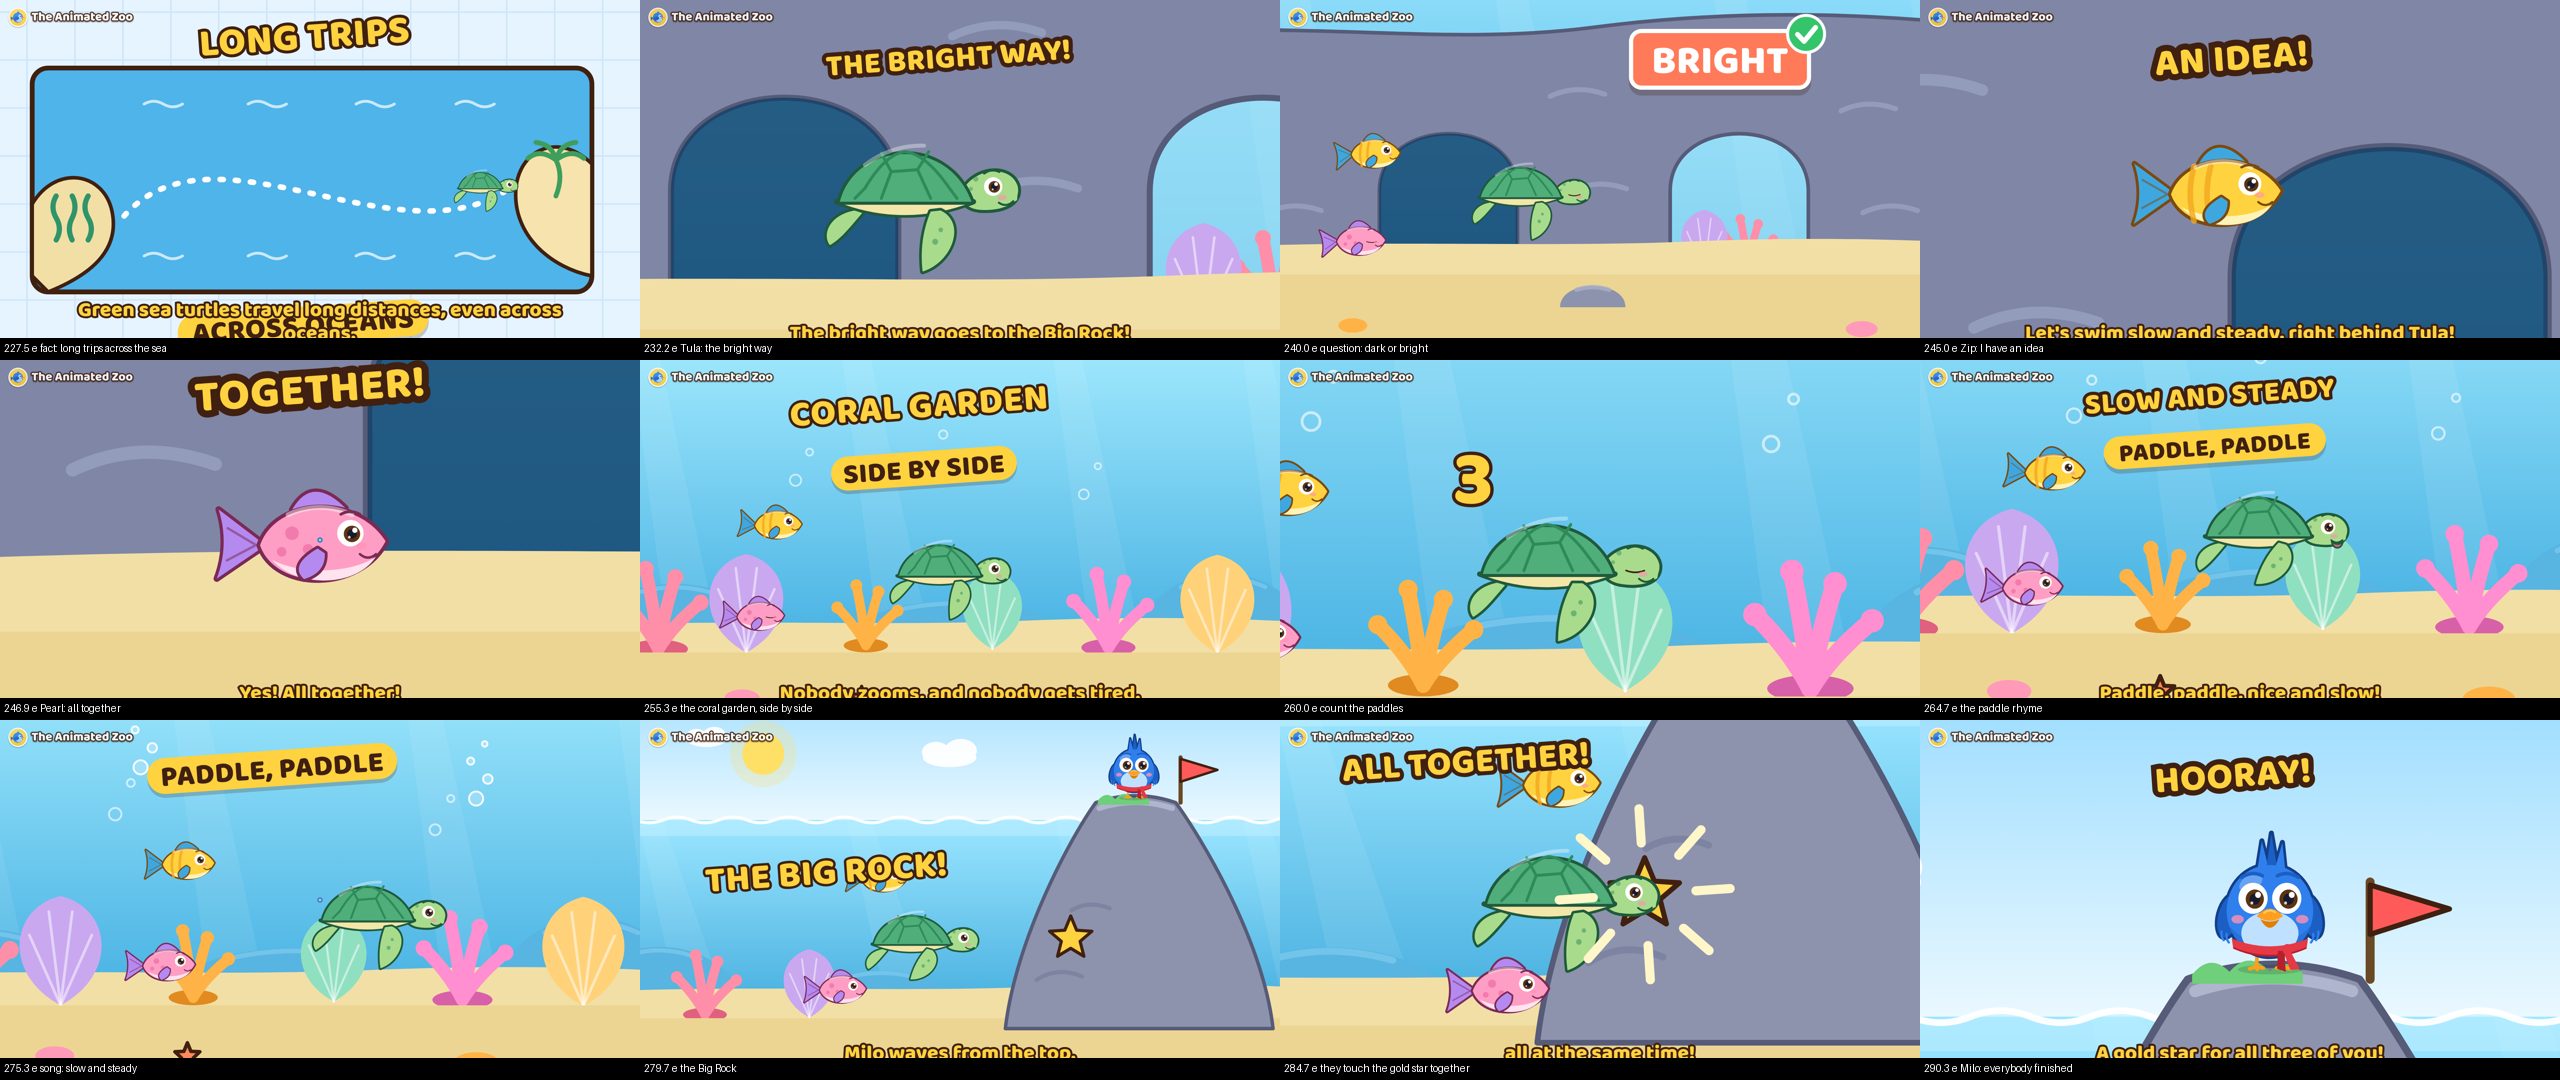 The Animated Zoo
LONG TRIPS
Green sea turtles travel long distances, even across
oceans.
ACROSS OCEANS
227.5 e fact: long trips across the sea
The Animated Zoo
THE BRIGHT WAY!
The bright way goes to the Big Rock!
232.2 e Tula: the bright way
The Animated Zoo
BRIGHT
240.0 e question: dark or bright
The Animated Zoo
AN IDEA!
Let's swim slow and steady, right behind Tula!
245.0 e Zip: I have an idea
The Animated Zoo
TOGETHER!
Yes! All together!
246.9 e Pearl: all together
The Animated Zoo
CORAL GARDEN
SIDE BY SIDE
Nobody zooms, and nobody gets tired.
255.3 e the coral garden, side by side
The Animated Zoo
3
260.0 e count the paddles
The Animated Zoo
SLOW AND STEADY
PADDLE, PADDLE
Paddle, paddle, nice and slow!
264.7 e the paddle rhyme
The Animated Zoo
PADDLE, PADDLE
275.3 e song: slow and steady
The Animated Zoo
THE BIG ROCK!
Milo waves from the top.
279.7 e the Big Rock
The Animated Zoo
ALL TOGETHER!
all at the same time!
284.7 e they touch the gold star together
The Animated Zoo
HOORAY!
A gold star for all three of you!
290.3 e Milo: everybody finished